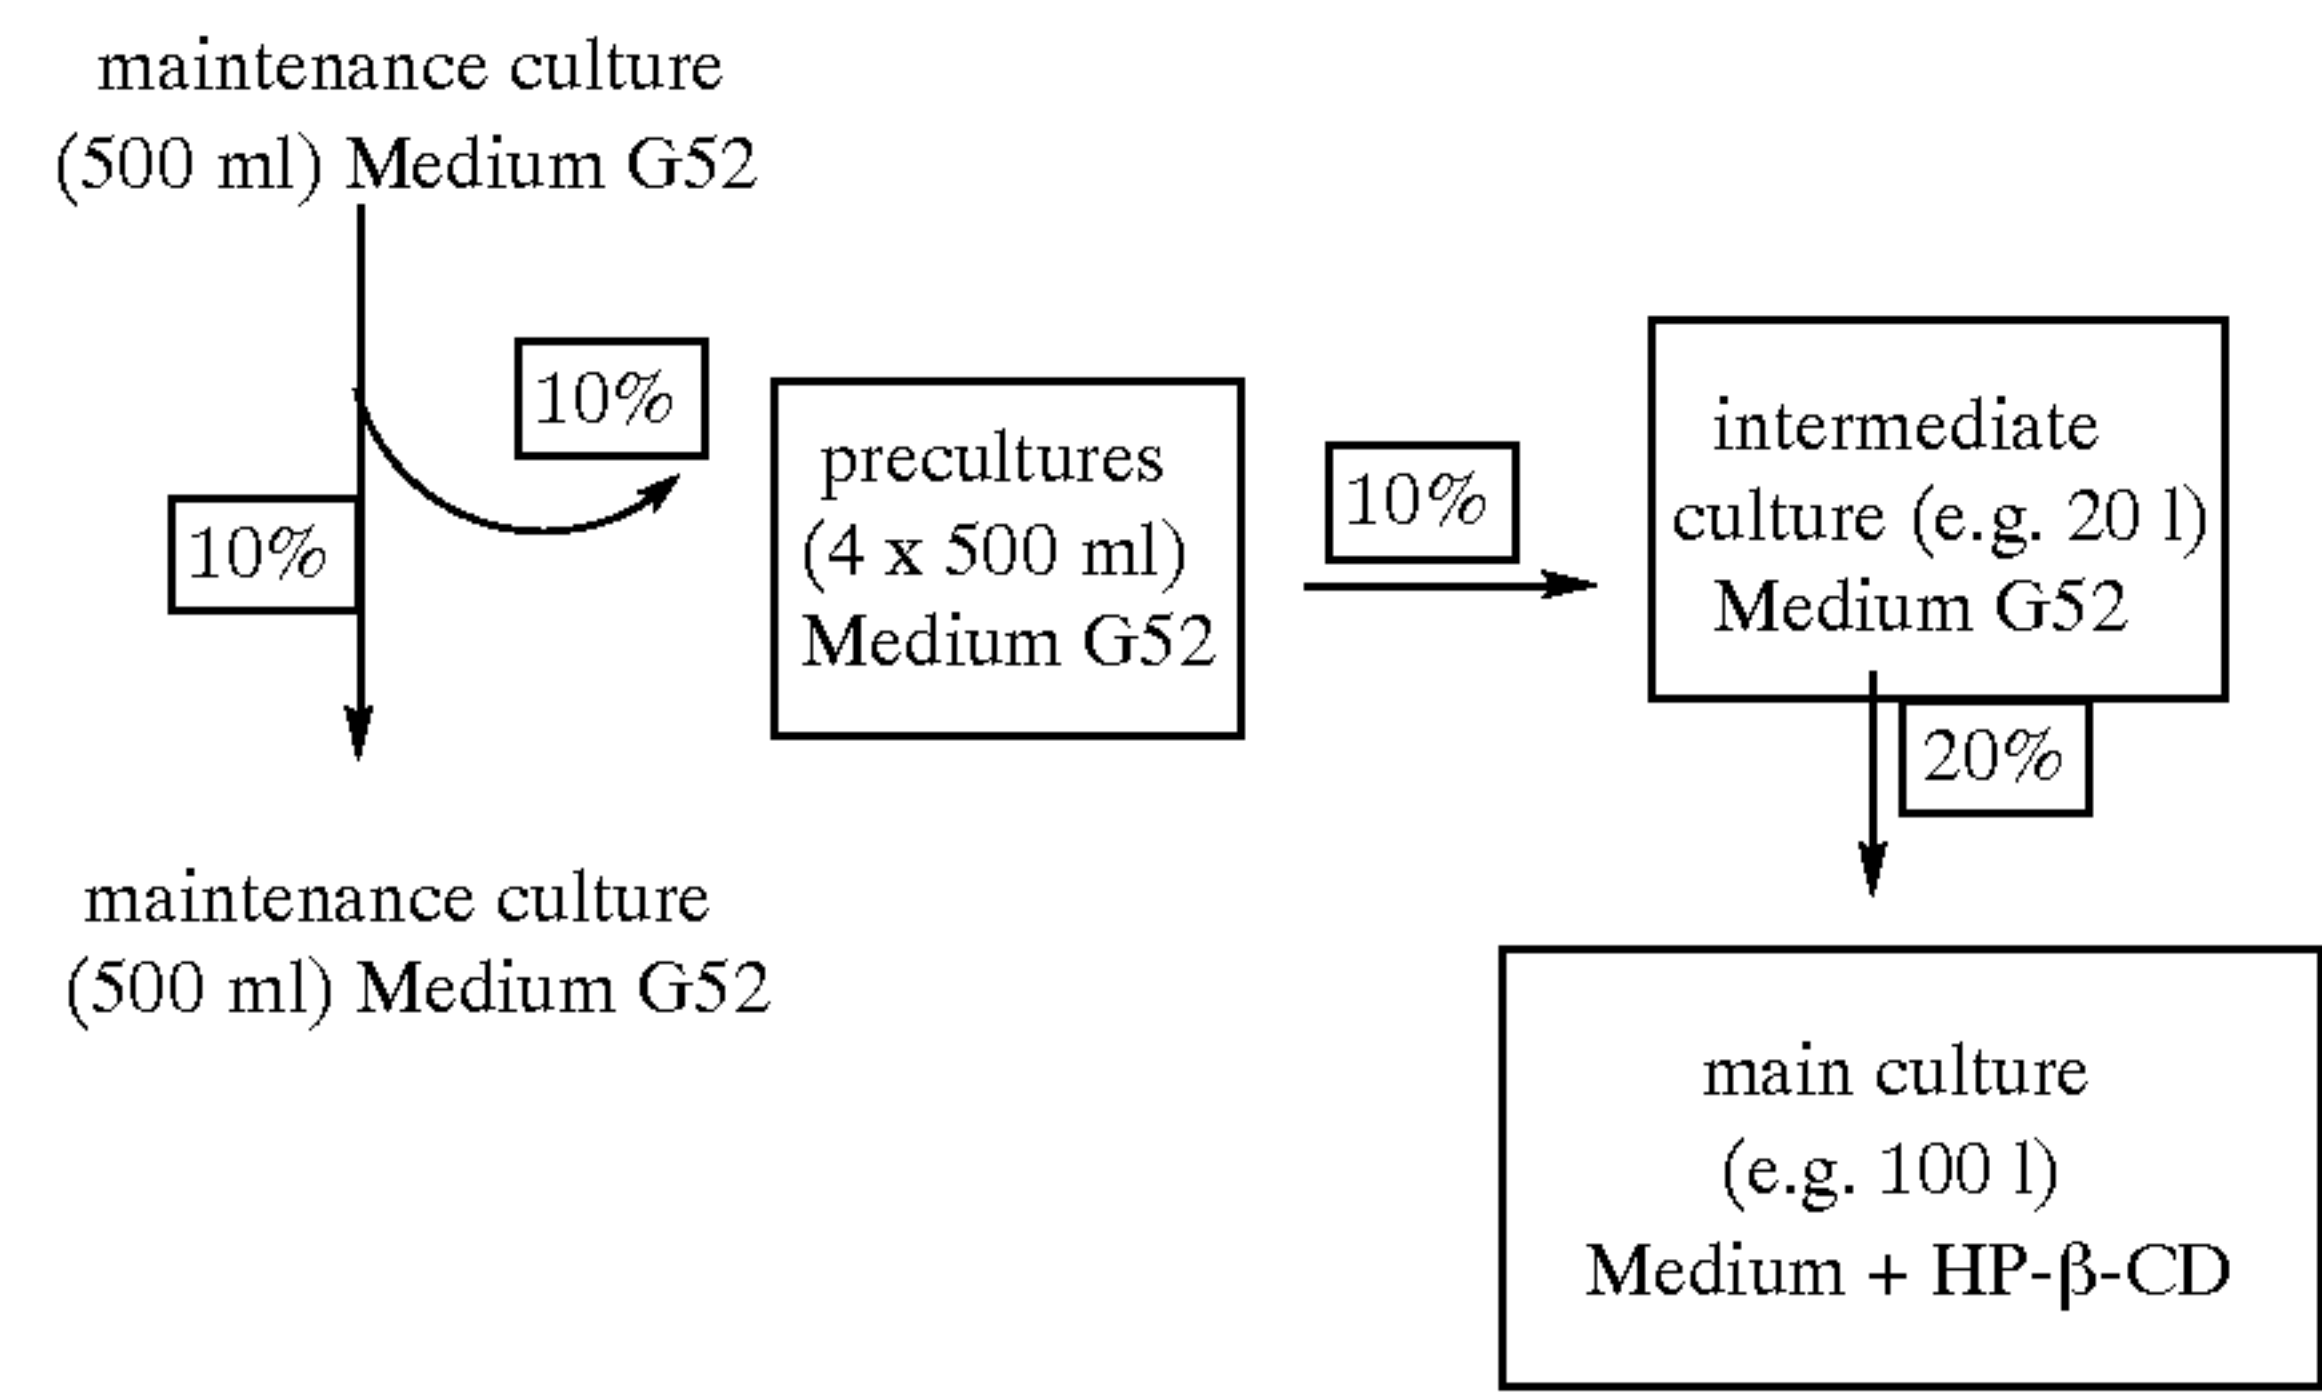 maintenance culture
(500 ml) Medium G52
10%
10%
precultures
(4 x 500 ml)
Medium G52
10%
intermediate
culture (e.g. 20 l)
Medium G52
20%
maintenance culture
(500 ml) Medium G52
main culture
(e.g. 100 l)
Medium + HP-β-CD